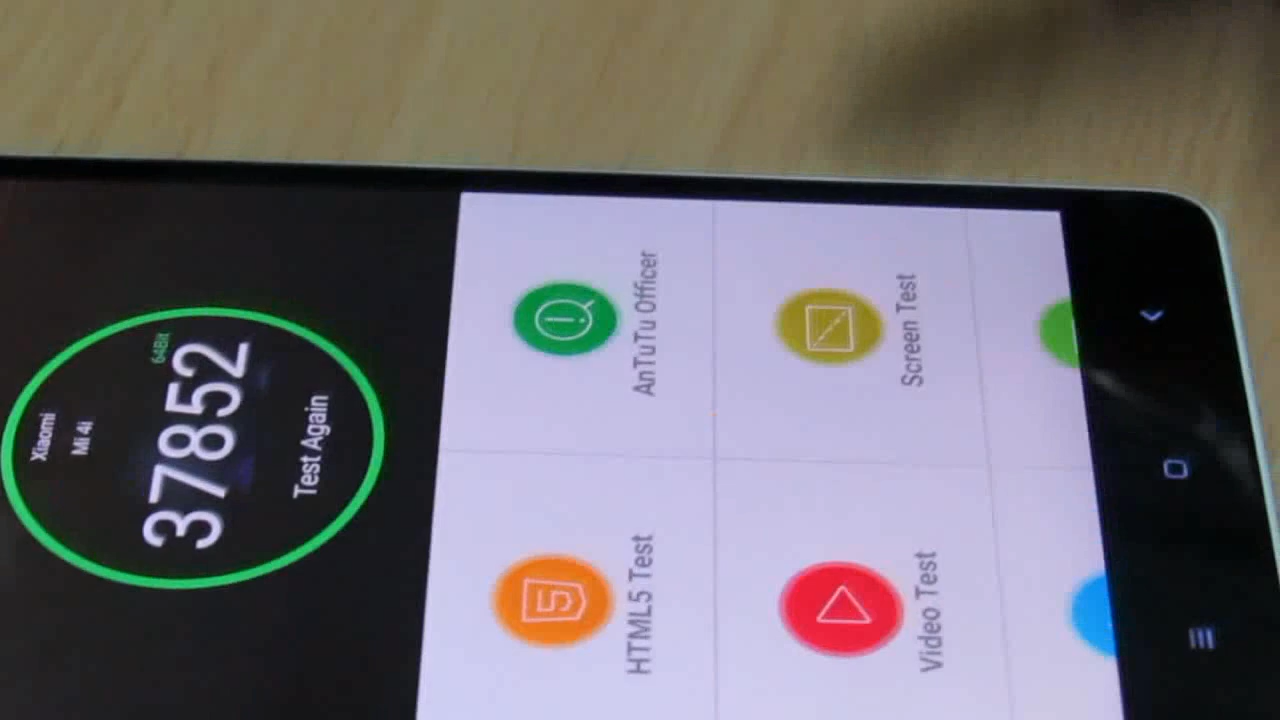 Xiaomi
Mi 4i
64Bit
37852
Test Again
HTML5 Test
AnTuTu Officer
Video Test
Screen Test